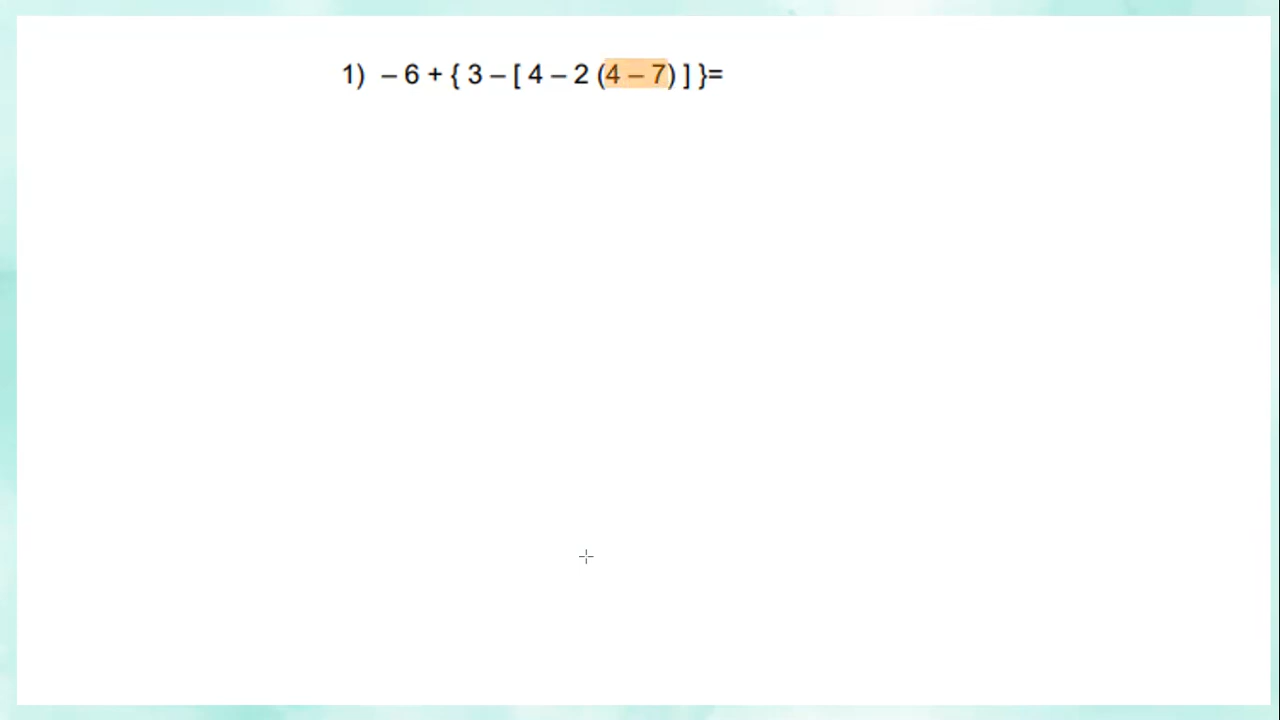 1) – 6 + { 3 – [ 4 – 2 (4 – 7) ] }=